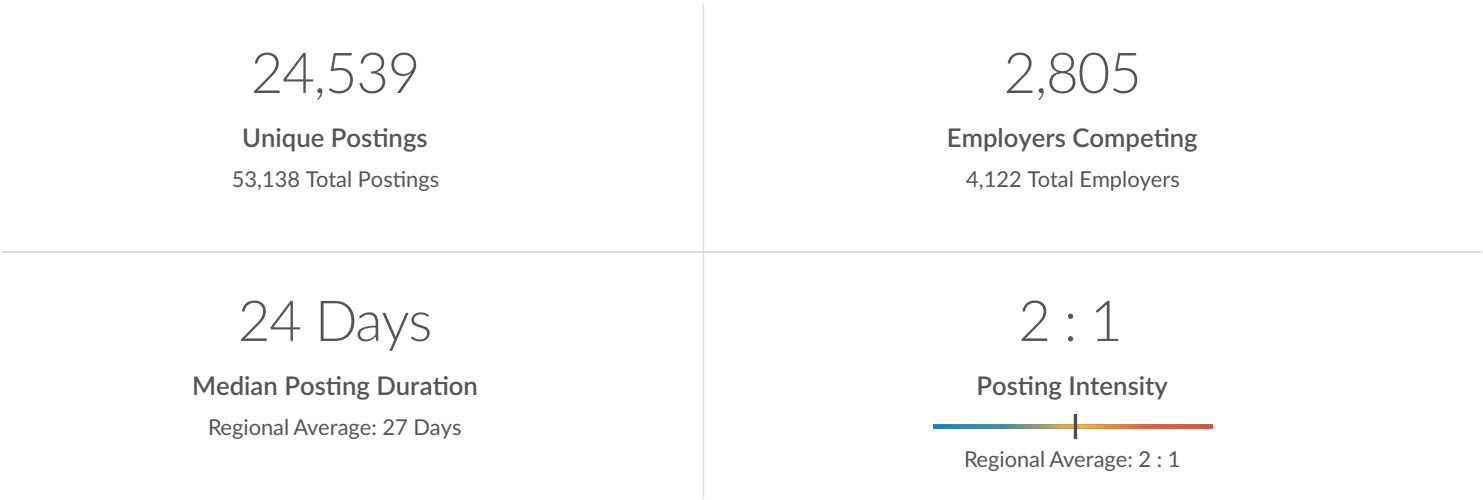 24,539
Unique Postings
53,138 Total Postings
2,805
Employers Competing
4,122 Total Employers
24 Days
Median Posting Duration
Regional Average: 27 Days
2 : 1
Posting Intensity
Regional Average: 2 : 1